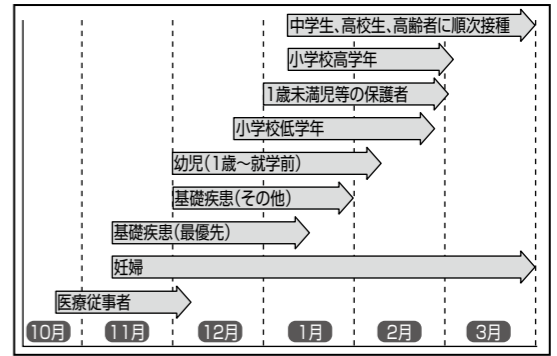 中学生、高校生、高齢者に順次接種
小学校高学年
1歳未満児等の保護者
小学校低学年
幼児(1歳〜就学前)
基礎疾患(その他)
基礎疾患(最優先)
妊婦
医療従事者
10月 11月 12月 1月 2月 3月